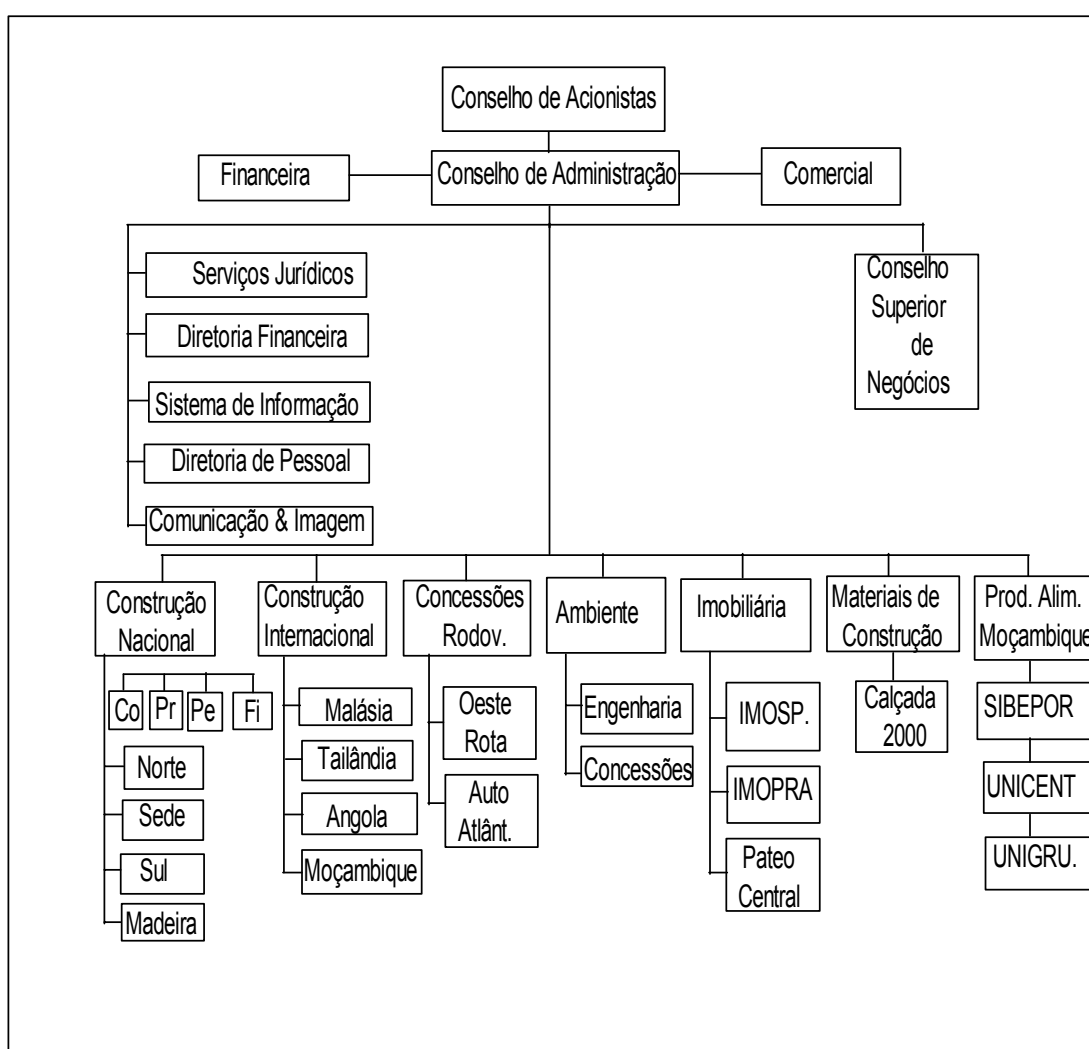 Conselho de Acionistas
Financeira
Conselho de Administração
Comercial
Serviços Jurídicos
Diretoria Financeira
Sistema de Informação
Diretoria de Pessoal
Comunicação & Imagem
Conselho
Superior
de
Negócios
Construção
Nacional
Co
Pr
Pe
Fi
Norte
Sede
Sul
Madeira
Construção
Internacional
Malásia
Tailândia
Angola
Moçambique
Concessões
Rodov.
Oeste
Rota
Auto
Atlânt.
Ambiente
Engenharia
Concessões
Imobiliária
IMOSP.
IMOPRA
Pateo
Central
Materiais de
Construção
Calçada
2000
Prod. Alim.
Moçambique
SIBEPOR
UNICENT
UNIGRU.